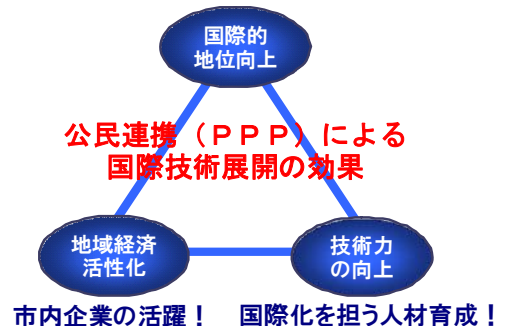 国際的
地位向上
公民連携（ＰＰＰ）による
国際技術展開の効果
地域経済
活性化
技術力
の向上
市内企業の活躍！
国際化を担う人材育成！